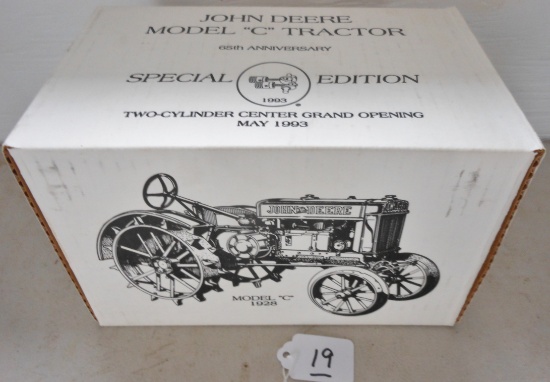 JOHN DEERE
MODEL "C" TRACTOR
65th ANNIVERSARY
SPECIAL EDITION
1993
®
TWO-CYLINDER CENTER GRAND OPENING
MAY 1993
JOHN DEERE
MODEL "C"
1928
19